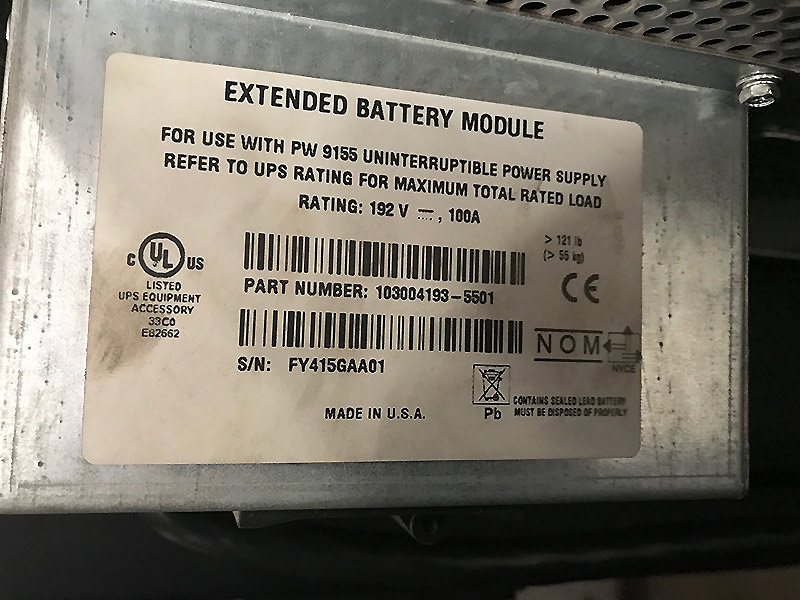 EXTENDED BATTERY MODULE
FOR USE WITH PW 9155 UNINTERRUPTIBLE POWER SUPPLY
REFER TO UPS RATING FOR MAXIMUM TOTAL RATED LOAD
RATING: 192 V ⎓, 100A
> 121 lb
(> 55 kg)
C UL US
LISTED
UPS EQUIPMENT
ACCESSORY
33C0
E82662
PART NUMBER: 103004193-5501
CE
NOM
NYCE
S/N: FY415GAA01
Pb
CONTAINS SEALED LEAD BATTERY
MUST BE DISPOSED OF PROPERLY
MADE IN U.S.A.